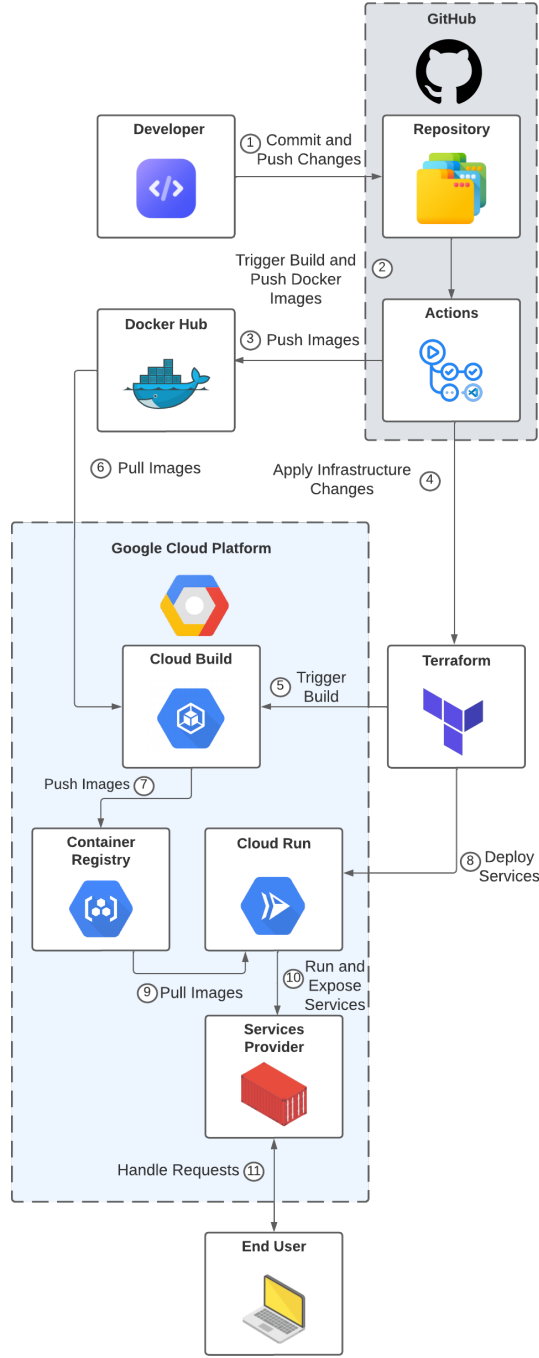 GitHub
Developer
1
Commit and
Push Changes
Repository
Trigger Build and
Push Docker
Images
2
Actions
Docker Hub
3
Push Images
6
Pull Images
Apply Infrastructure
Changes
4
Google Cloud Platform
Cloud Build
5
Trigger
Build
Terraform
Push Images
7
Container
Registry
Cloud Run
8
Deploy
Services
9
Pull Images
10
Run and
Expose
Services
Services
Provider
Handle Requests
11
End User